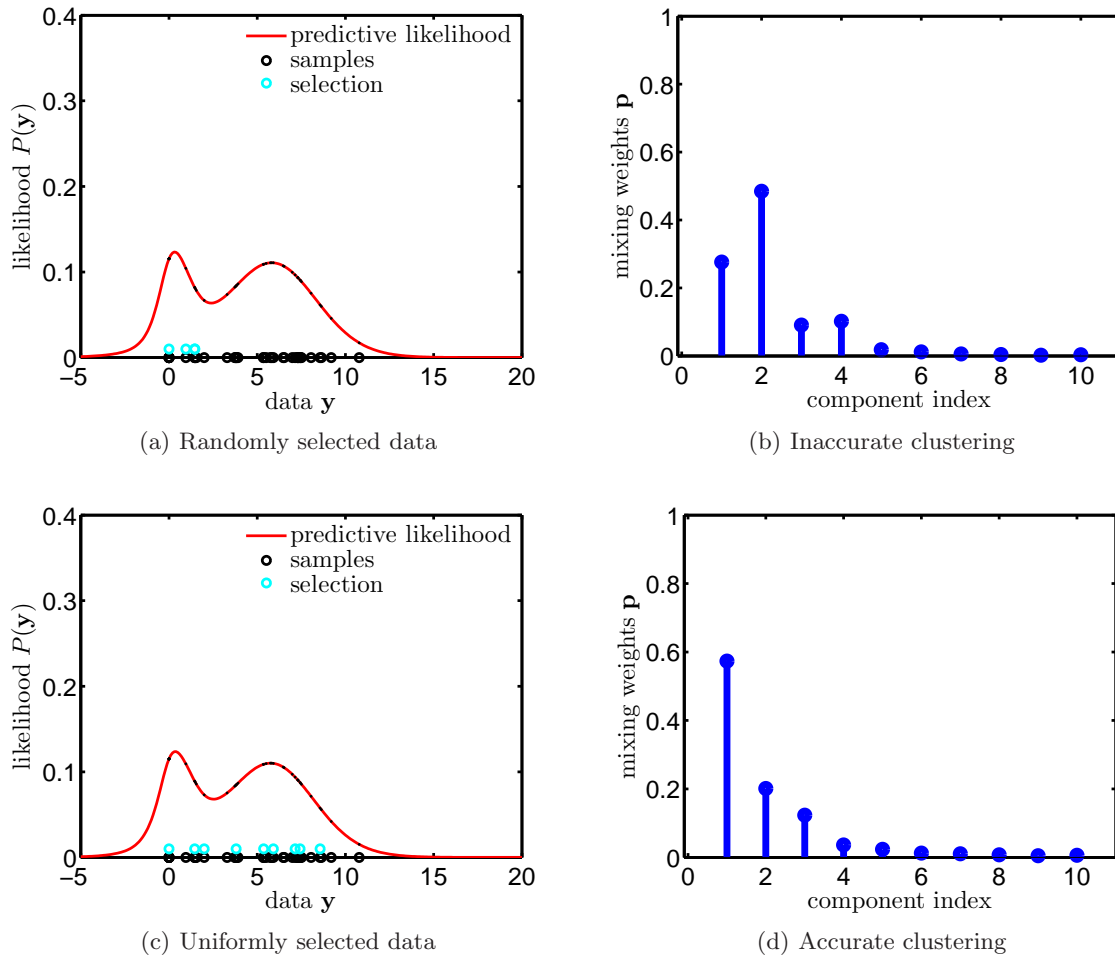 0.4
0.3
0.2
0.1
0
likelihood P(y)
predictive likelihood
samples
selection
−5 0 5 10 15 20
data y
(a) Randomly selected data
1
0.8
0.6
0.4
0.2
0
mixing weights p
0 2 4 6 8 10
component index
(b) Inaccurate clustering
0.4
0.3
0.2
0.1
0
likelihood P(y)
predictive likelihood
samples
selection
−5 0 5 10 15 20
data y
(c) Uniformly selected data
1
0.8
0.6
0.4
0.2
0
mixing weights p
0 2 4 6 8 10
component index
(d) Accurate clustering